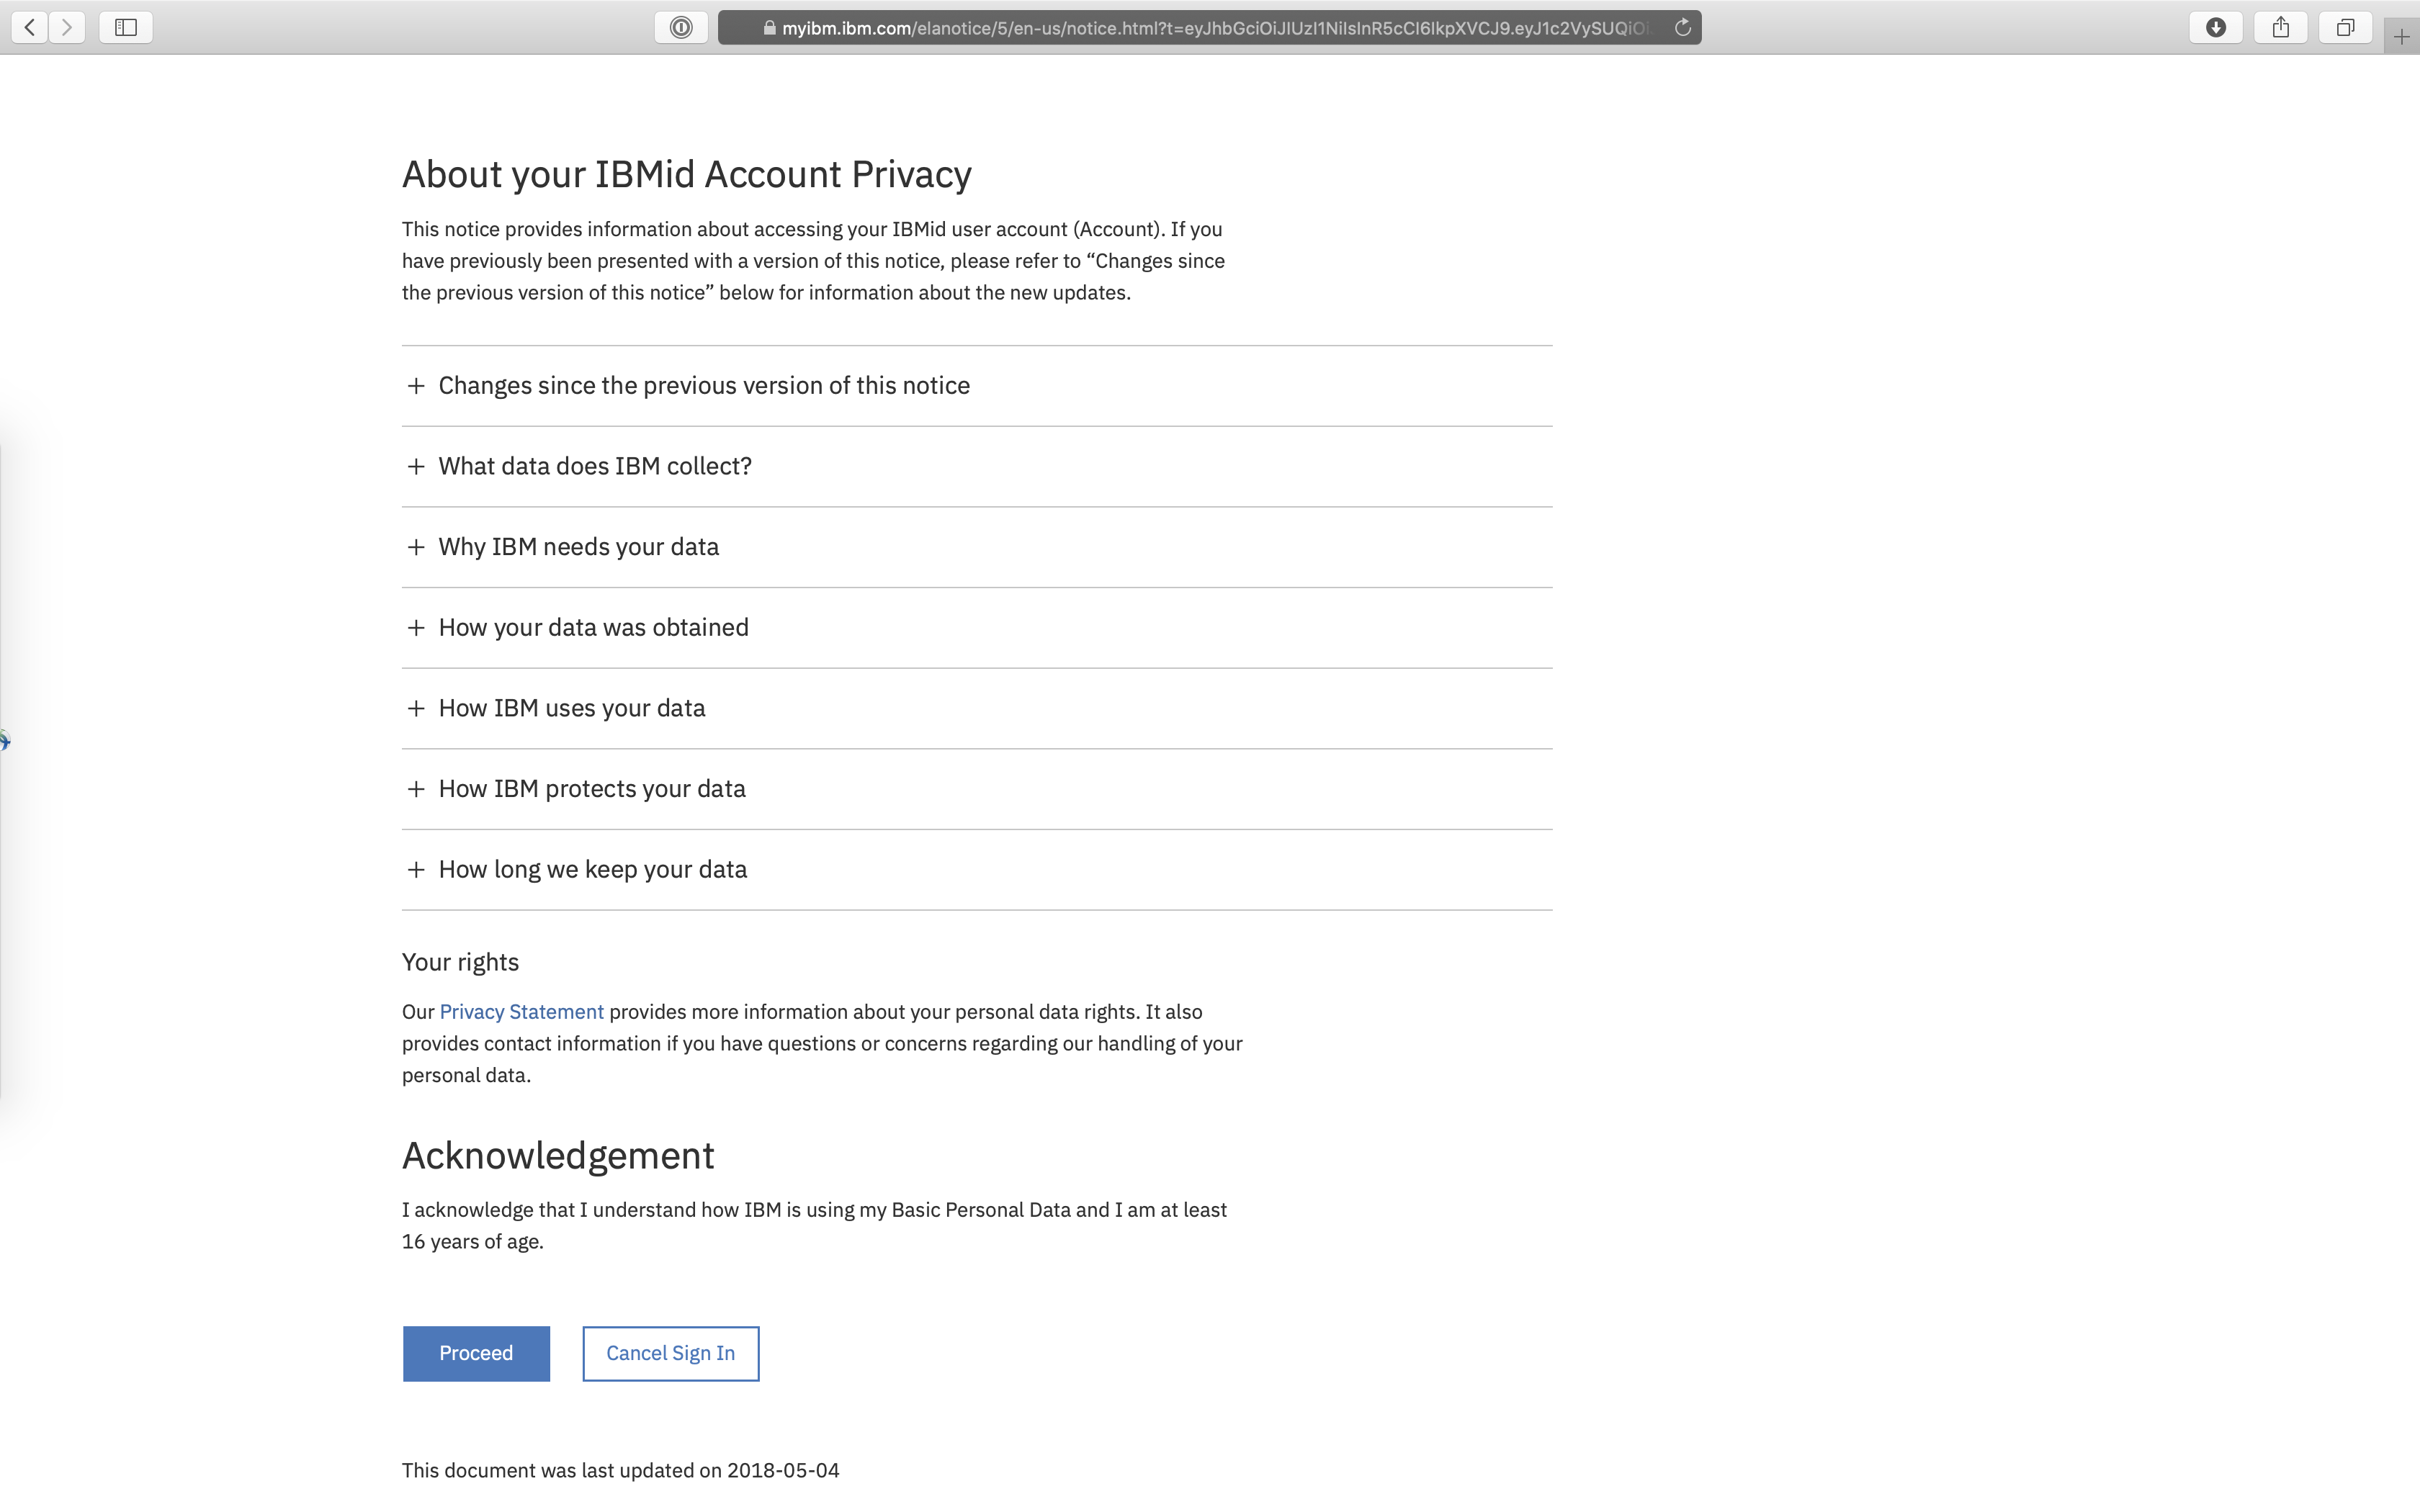 myibm.ibm.com/elanotice/5/en-us/notice.html?t=eyJhbGciOiJIUzI1NiIsInR5cCI6IkpXVCJ9.eyJ1c2VySUQiOi
About your IBMid Account Privacy
This notice provides information about accessing your IBMid user account (Account). If you
have previously been presented with a version of this notice, please refer to “Changes since
the previous version of this notice” below for information about the new updates.
+ Changes since the previous version of this notice
+ What data does IBM collect?
+ Why IBM needs your data
+ How your data was obtained
+ How IBM uses your data
+ How IBM protects your data
+ How long we keep your data
Your rights
Our Privacy Statement provides more information about your personal data rights. It also
provides contact information if you have questions or concerns regarding our handling of your
personal data.
Acknowledgement
I acknowledge that I understand how IBM is using my Basic Personal Data and I am at least
16 years of age.
Proceed
Cancel Sign In
This document was last updated on 2018-05-04